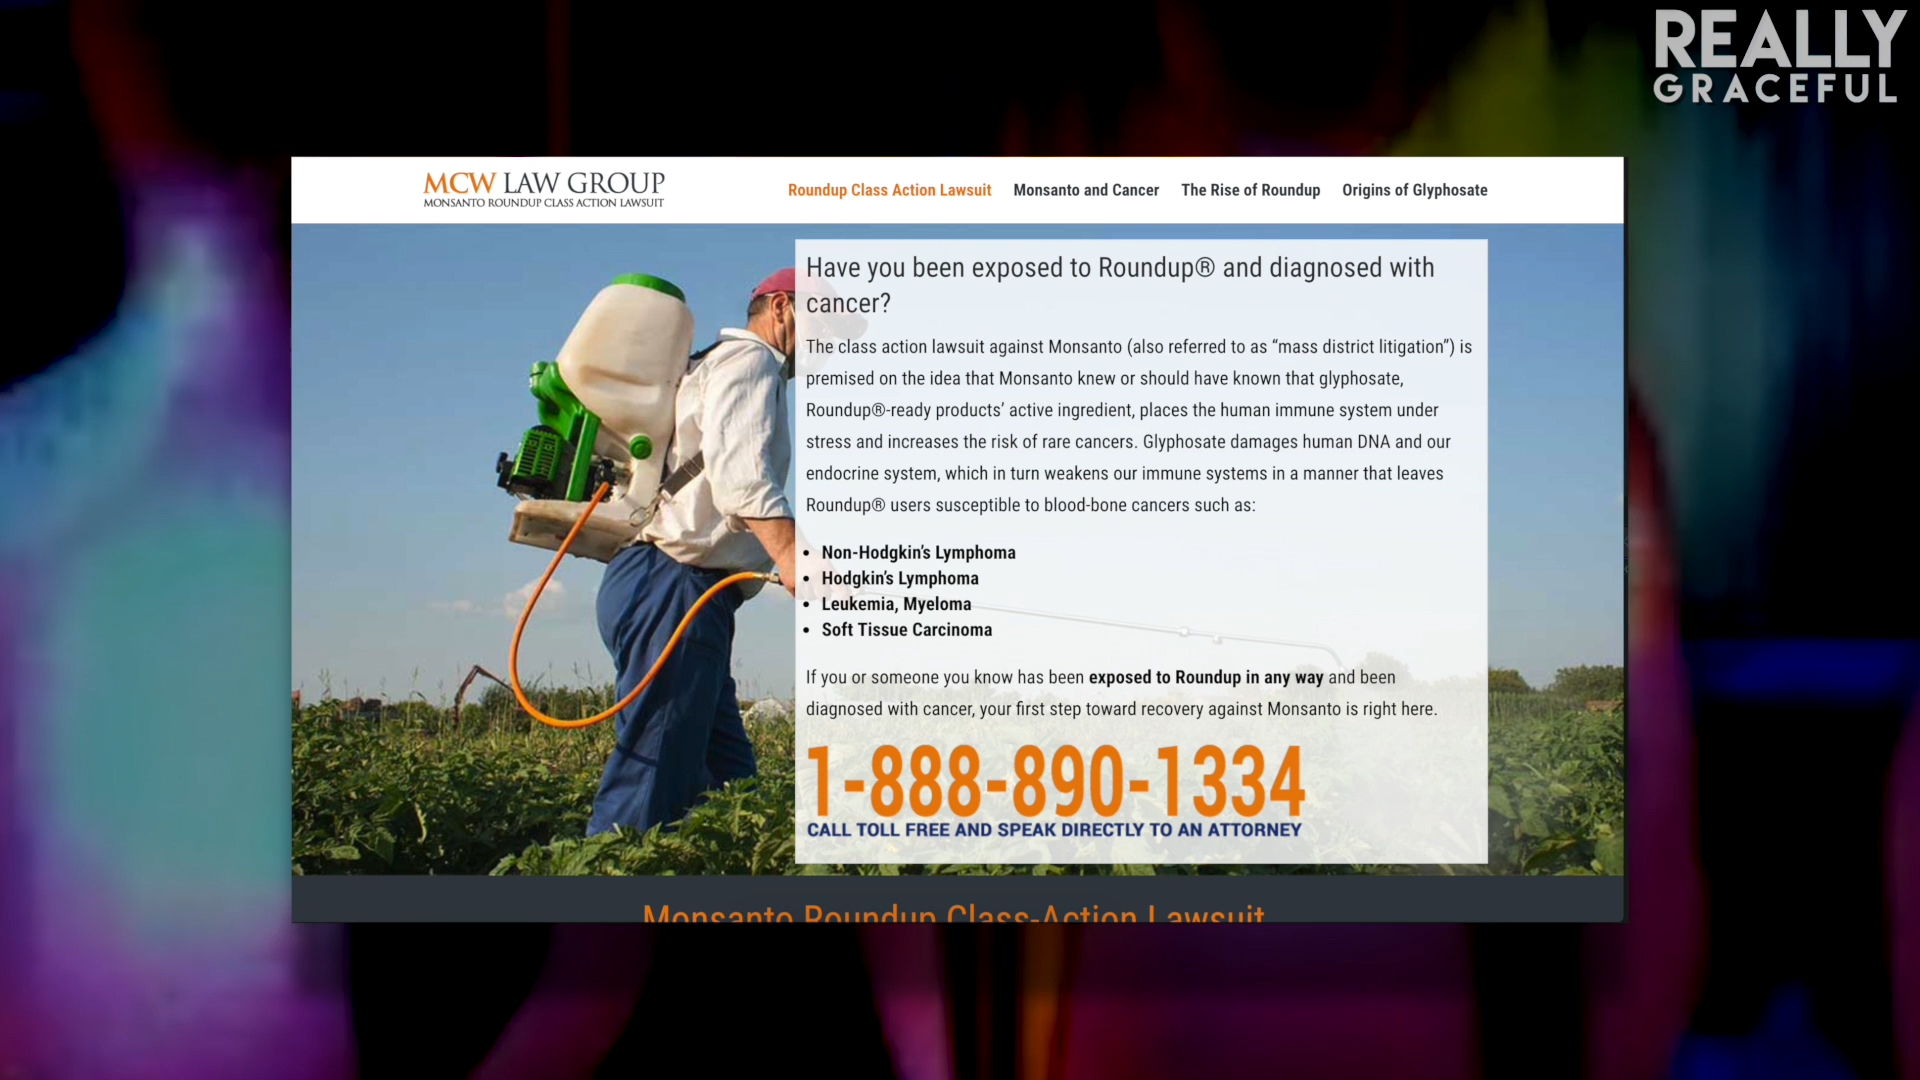 REALLY
GRACEFUL
MCW LAW GROUP
MONSANTO ROUNDUP CLASS ACTION LAWSUIT
Roundup Class Action Lawsuit Monsanto and Cancer The Rise of Roundup Origins of Glyphosate
Have you been exposed to Roundup® and diagnosed with
cancer?
The class action lawsuit against Monsanto (also referred to as “mass district litigation”) is
premised on the idea that Monsanto knew or should have known that glyphosate,
Roundup®-ready products’ active ingredient, places the human immune system under
stress and increases the risk of rare cancers. Glyphosate damages human DNA and our
endocrine system, which in turn weakens our immune systems in a manner that leaves
Roundup® users susceptible to blood-bone cancers such as:
• Non-Hodgkin’s Lymphoma
• Hodgkin’s Lymphoma
• Leukemia, Myeloma
• Soft Tissue Carcinoma
If you or someone you know has been exposed to Roundup in any way and been
diagnosed with cancer, your first step toward recovery against Monsanto is right here.
1-888-890-1334
CALL TOLL FREE AND SPEAK DIRECTLY TO AN ATTORNEY
Monsanto Roundup Class-Action Lawsuit